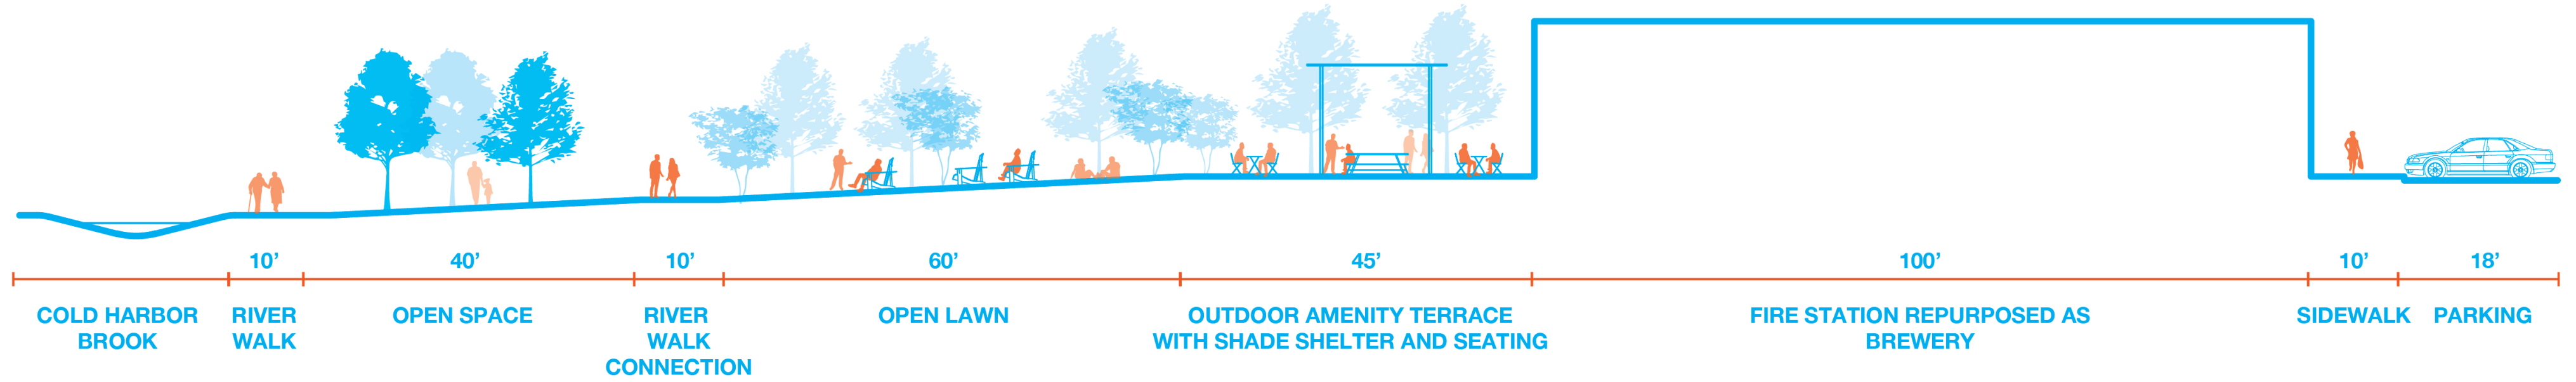 10’ 40’ 10’ 60’ 45’ 100’ 10’ 18’
COLD HARBOR
BROOK
RIVER
WALK
OPEN SPACE
RIVER
WALK
CONNECTION
OPEN LAWN
OUTDOOR AMENITY TERRACE
WITH SHADE SHELTER AND SEATING
FIRE STATION REPURPOSED AS
BREWERY
SIDEWALK
PARKING